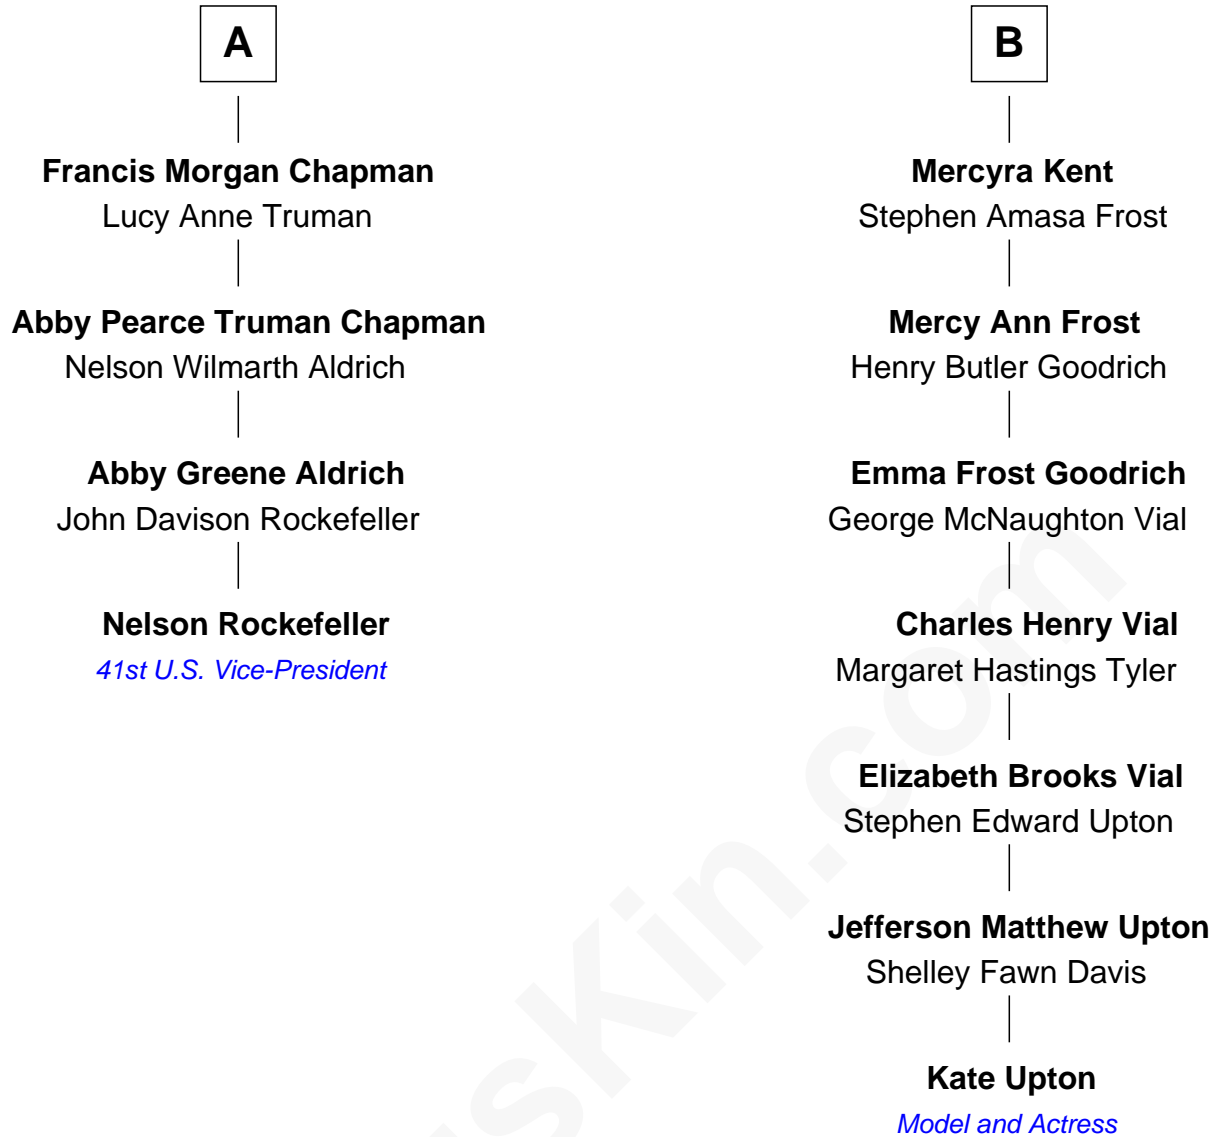 A
Francis Morgan Chapman
Lucy Anne Truman
Abby Pearce Truman Chapman
Nelson Wilmarth Aldrich
Abby Greene Aldrich
John Davison Rockefeller
Nelson Rockefeller
41st U.S. Vice-President
B
Mercyra Kent
Stephen Amasa Frost
Mercy Ann Frost
Henry Butler Goodrich
Emma Frost Goodrich
George McNaughton Vial
Charles Henry Vial
Margaret Hastings Tyler
Elizabeth Brooks Vial
Stephen Edward Upton
Jefferson Matthew Upton
Shelley Fawn Davis
Kate Upton
Model and Actress
sKin.com